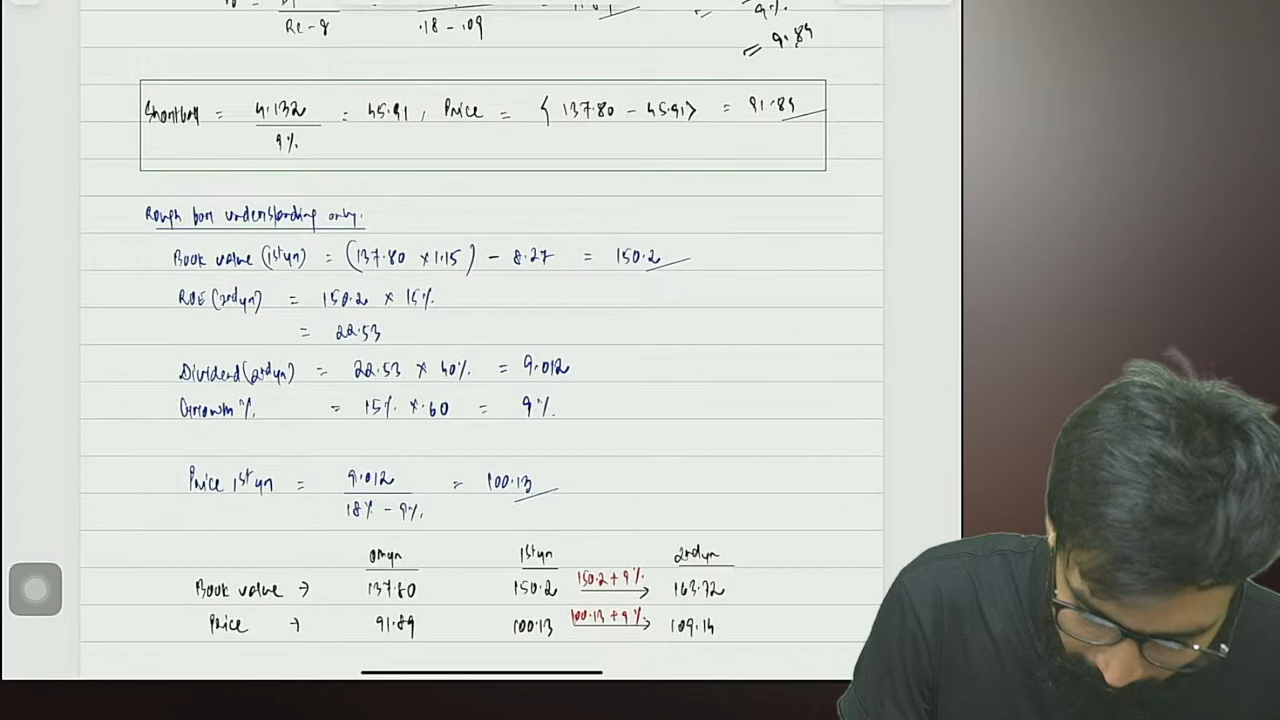 Re - g .18 - .09 9%
= 9.89
Shortfall = 4.132 / 9% = 45.91, Price = { 137.80 - 45.91} = 91.89
Rough for understanding only.
Book value (1st yr) = (137.80 × 1.15) - 8.27 = 150.2
ROE (2nd yr) = 150.2 × 15%
= 22.53
Dividend (2nd yr) = 22.53 × 40% = 9.012
Growth % = 15% × .60 = 9%.
Price 1st yr = 9.012 / 18% - 9% = 100.13
0th yr 1st yr 2nd yr
Book value → 137.80 150.2 150.2 + 9% → 163.72
Price → 91.89 100.13 100.13 + 9% → 109.14